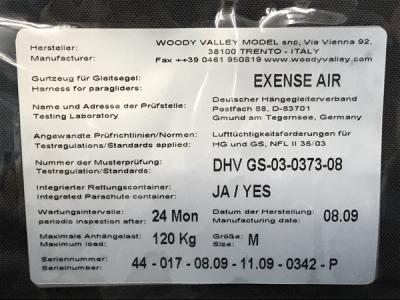 Hersteller: WOODY VALLEY MODEL snc, Via Vienna 92,
Manufacturer: 38100 TRENTO - ITALY
Fax ++39 0461 950819 www.woodyvalley.com
Gurtzeug für Gleitsegel:
Harness for paragliders: EXENSE AIR
Name und Adresse der Prüfstelle: Deutscher Hängegleiterverband
Testing Laboratory Postfach 88, D-83701
Gmund am Tegernsee, Germany
Angewandte Prüfrichtlinien/Normen: Lufttüchtigkeitsforderungen für
Testregulations/Standards applied: HG und GS, NFL II 35/03
Nummer der Musterprüfung: DHV GS-03-0373-08
Testregulation/Standards:
Integrierter Rettungscontainer: JA / YES
Integrated Parachute container:
Wartungsintervalle: 24 Mon Datum der Herstellung: 08.09
periodic inspection after: Manufacturing date:
Maximale Anhängelast: 120 Kg Größe: M
Maximum load: Size:
Seriennummer: 44 - 017 - 08.09 - 11.09 - 0342 - P
Serialnumber: